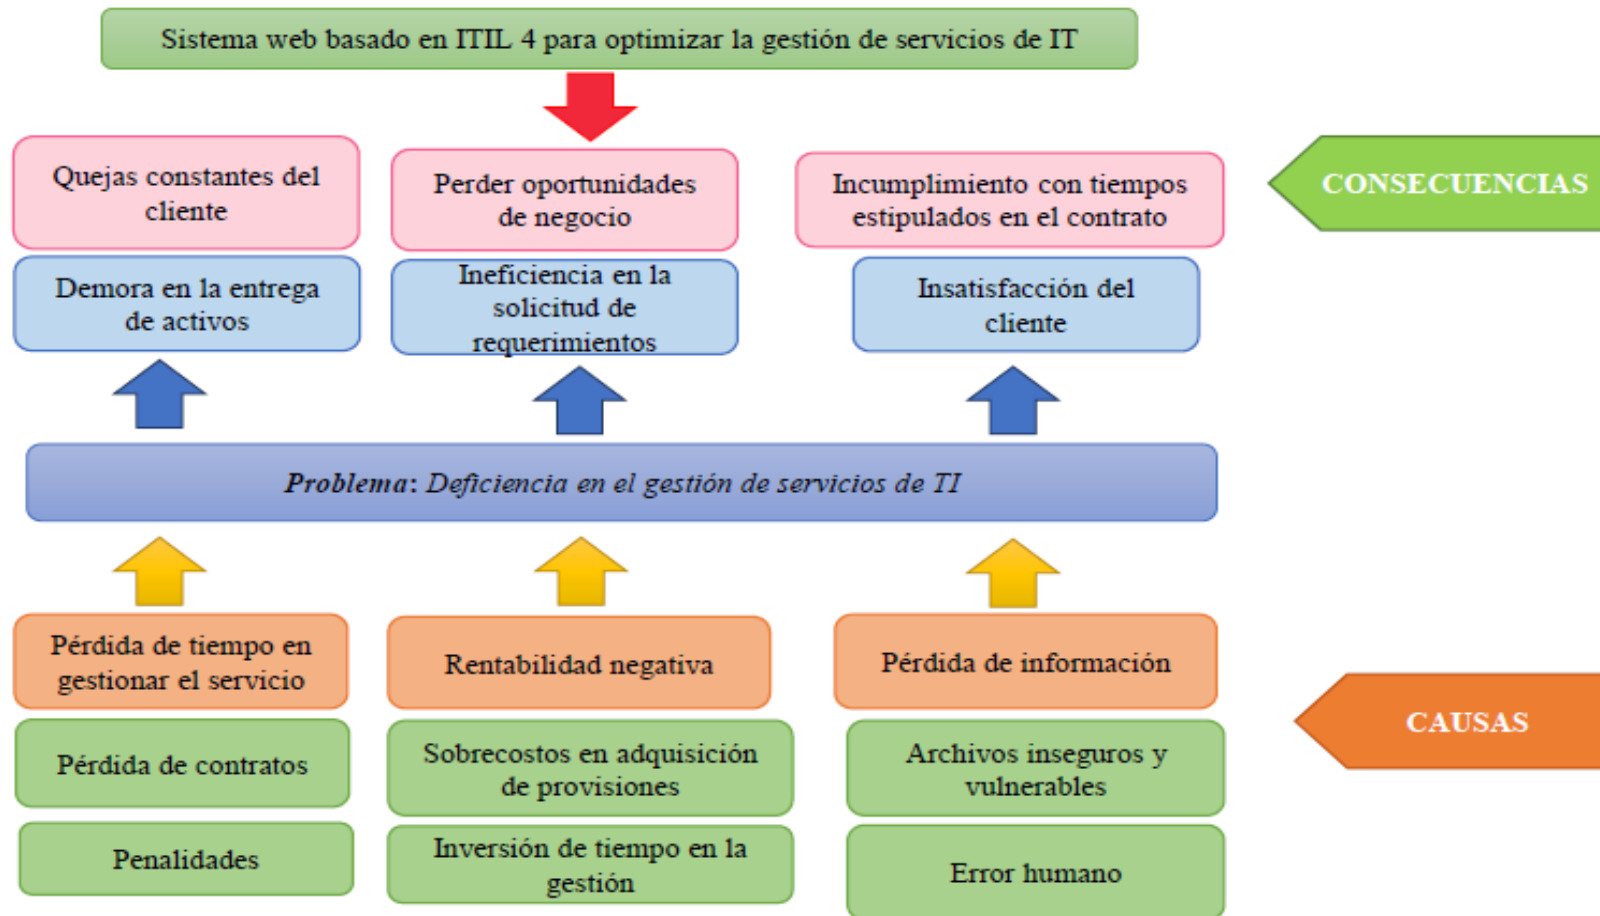 Sistema web basado en ITIL 4 para optimizar la gestión de servicios de IT
Quejas constantes del
cliente
Perder oportunidades
de negocio
Incumplimiento con tiempos
estipulados en el contrato
CONSECUENCIAS
Demora en la entrega
de activos
Ineficiencia en la
solicitud de
requerimientos
Insatisfacción del
cliente
Problema: Deficiencia en el gestión de servicios de TI
Pérdida de tiempo en
gestionar el servicio
Rentabilidad negativa
Pérdida de información
CAUSAS
Pérdida de contratos
Sobrecostos en adquisición
de provisiones
Archivos inseguros y
vulnerables
Penalidades
Inversión de tiempo en la
gestión
Error humano